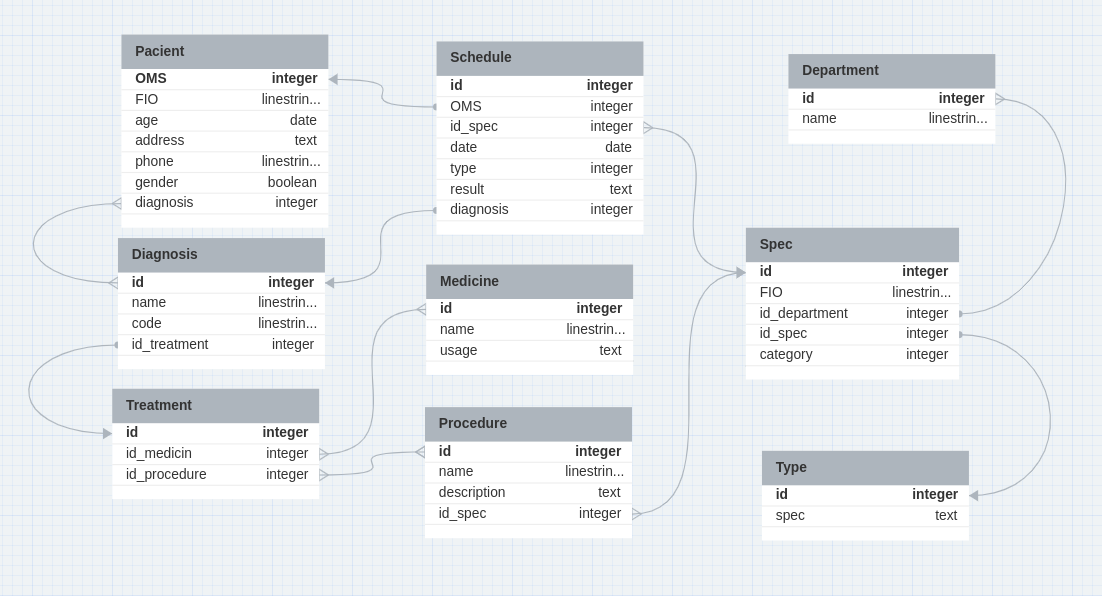 Pacient
OMS integer
FIO linestrin...
age date
address text
phone linestrin...
gender boolean
diagnosis integer
Schedule
id integer
OMS integer
id_spec integer
date date
type integer
result text
diagnosis integer
Department
id integer
name linestrin...
Diagnosis
id integer
name linestrin...
code linestrin...
id_treatment integer
Medicine
id integer
name linestrin...
usage text
Spec
id integer
FIO linestrin...
id_department integer
id_spec integer
category integer
Treatment
id integer
id_medicin integer
id_procedure integer
Procedure
id integer
name linestrin...
description text
id_spec integer
Type
id integer
spec text